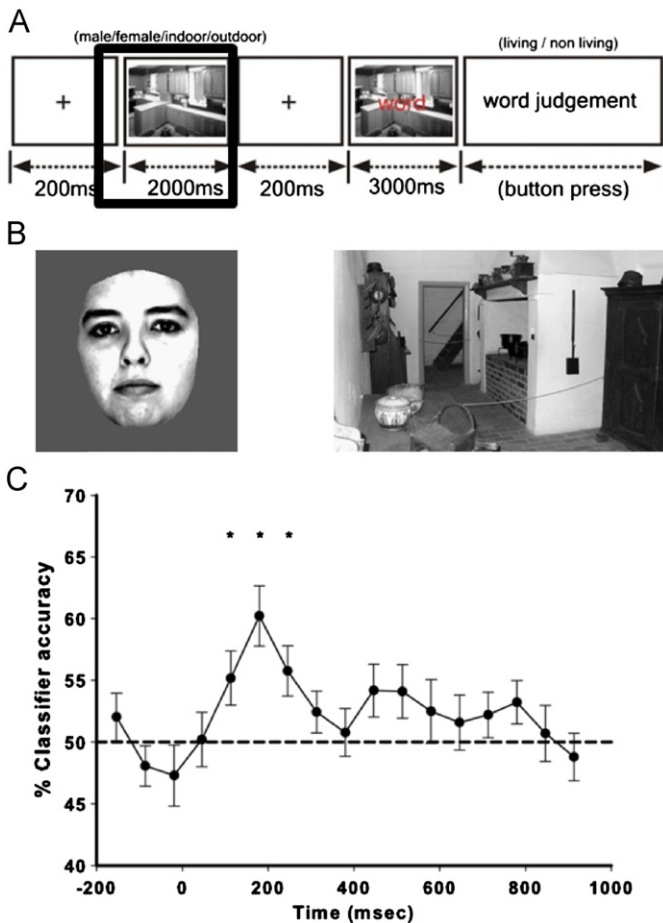 A
(male/female/indoor/outdoor)
(living / non living)
+
+
word
word judgement
200ms
2000ms
200ms
3000ms
(button press)
B
C
70
65
60
55
50
45
40
% Classifier accuracy
* * *
-200 0 200 400 600 800 1000
Time (msec)